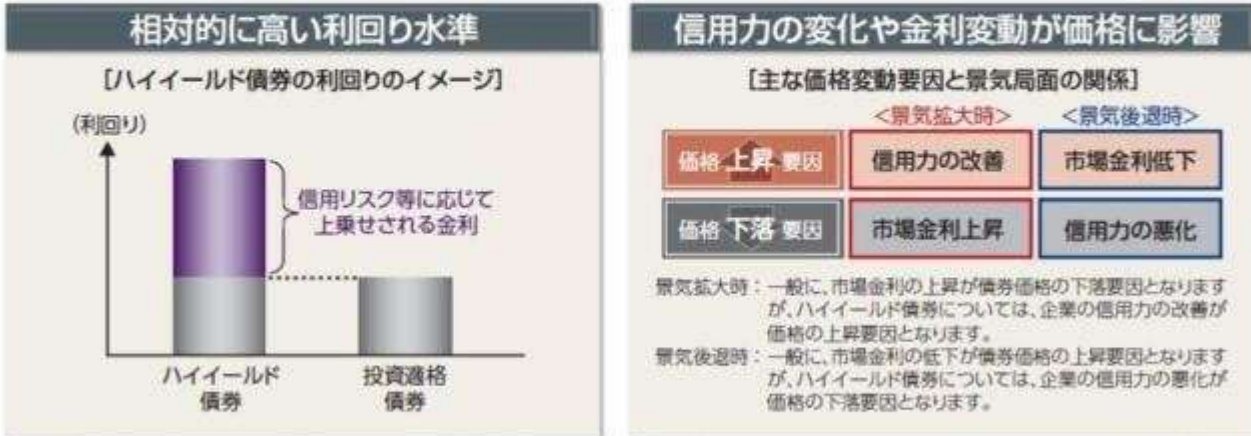 相対的に高い利回り水準
[ハイイールド債券の利回りのイメージ]
(利回り)
信用リスク等に応じて
上乗せされる金利
ハイイールド
債券
投資適格
債券
信用力の変化や金利変動が価格に影響
[主な価格変動要因と景気局面の関係]
<景気拡大時> <景気後退時>
価格 上昇 要因 信用力の改善 市場金利低下
価格 下落 要因 市場金利上昇 信用力の悪化
景気拡大時:一般に、市場金利の上昇が債券価格の下落要因となります
が、ハイイールド債券については、企業の信用力の改善が
価格の上昇要因となります。
景気後退時:一般に、市場金利の低下が債券価格の上昇要因となります
が、ハイイールド債券については、企業の信用力の悪化が
価格の下落要因となります。